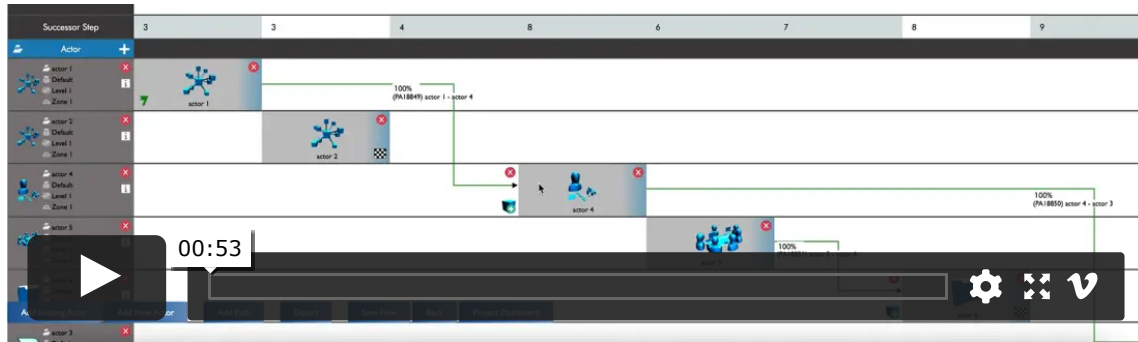 Successor Step 3 3 4 8 6 7 8 9
Actor +
actor 1
Default
Level 1
Zone 1
actor 1
100%
(PA18849) actor 1 - actor 4
actor 2
Default
Level 1
Zone 1
actor 2
actor 4
Default
Level 1
Zone 1
actor 4
100%
(PA18850) actor 4 - actor 3
actor 5
100%
00:53
Add New Actor
Add Path
Export
Save Flow
Back
Project Dashboard
actor 3